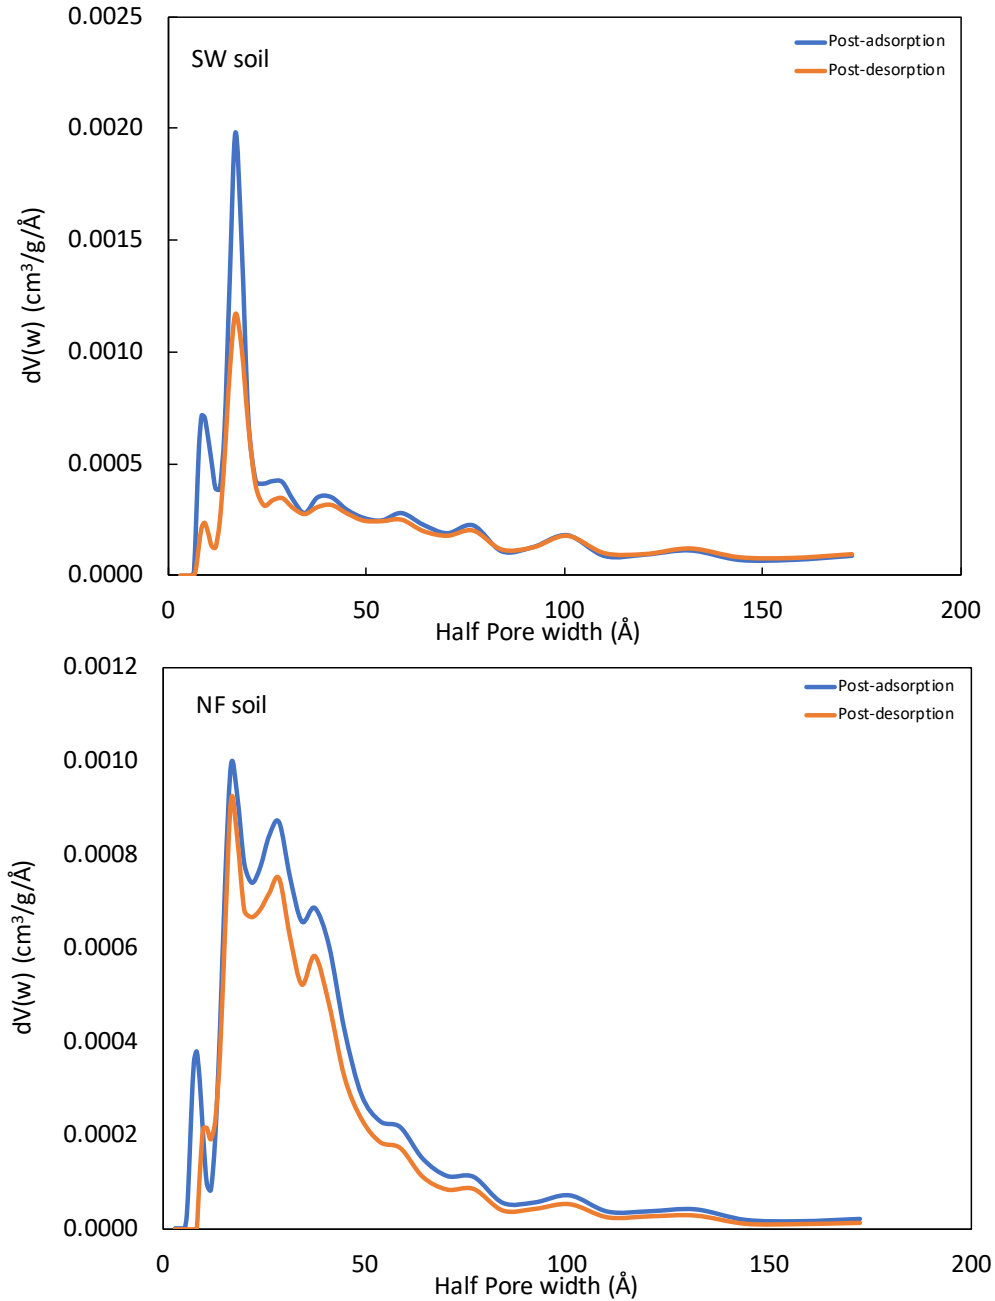 SW soil
Post-adsorption
Post-desorption
dV(w) (cm³/g/Å)
0.0025
0.0020
0.0015
0.0010
0.0005
0.0000
0 50 100 150 200
Half Pore width (Å)
NF soil
Post-adsorption
Post-desorption
dV(w) (cm³/g/Å)
0.0012
0.0010
0.0008
0.0006
0.0004
0.0002
0.0000
0 50 100 150 200
Half Pore width (Å)